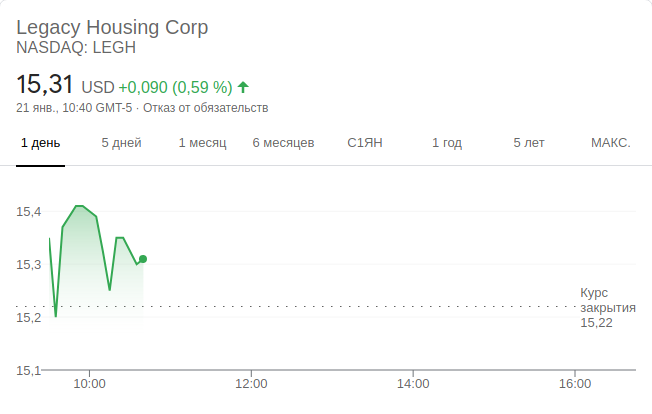 Legacy Housing Corp
NASDAQ: LEGH
15,31 USD +0,090 (0,59 %)
21 янв., 10:40 GMT-5 · Отказ от обязательств
1 день 5 дней 1 месяц 6 месяцев С1ЯН 1 год 5 лет МАКС.
15,4
15,3
Курс
закрытия
15,22
15,2
15,1
10:00 12:00 14:00 16:00